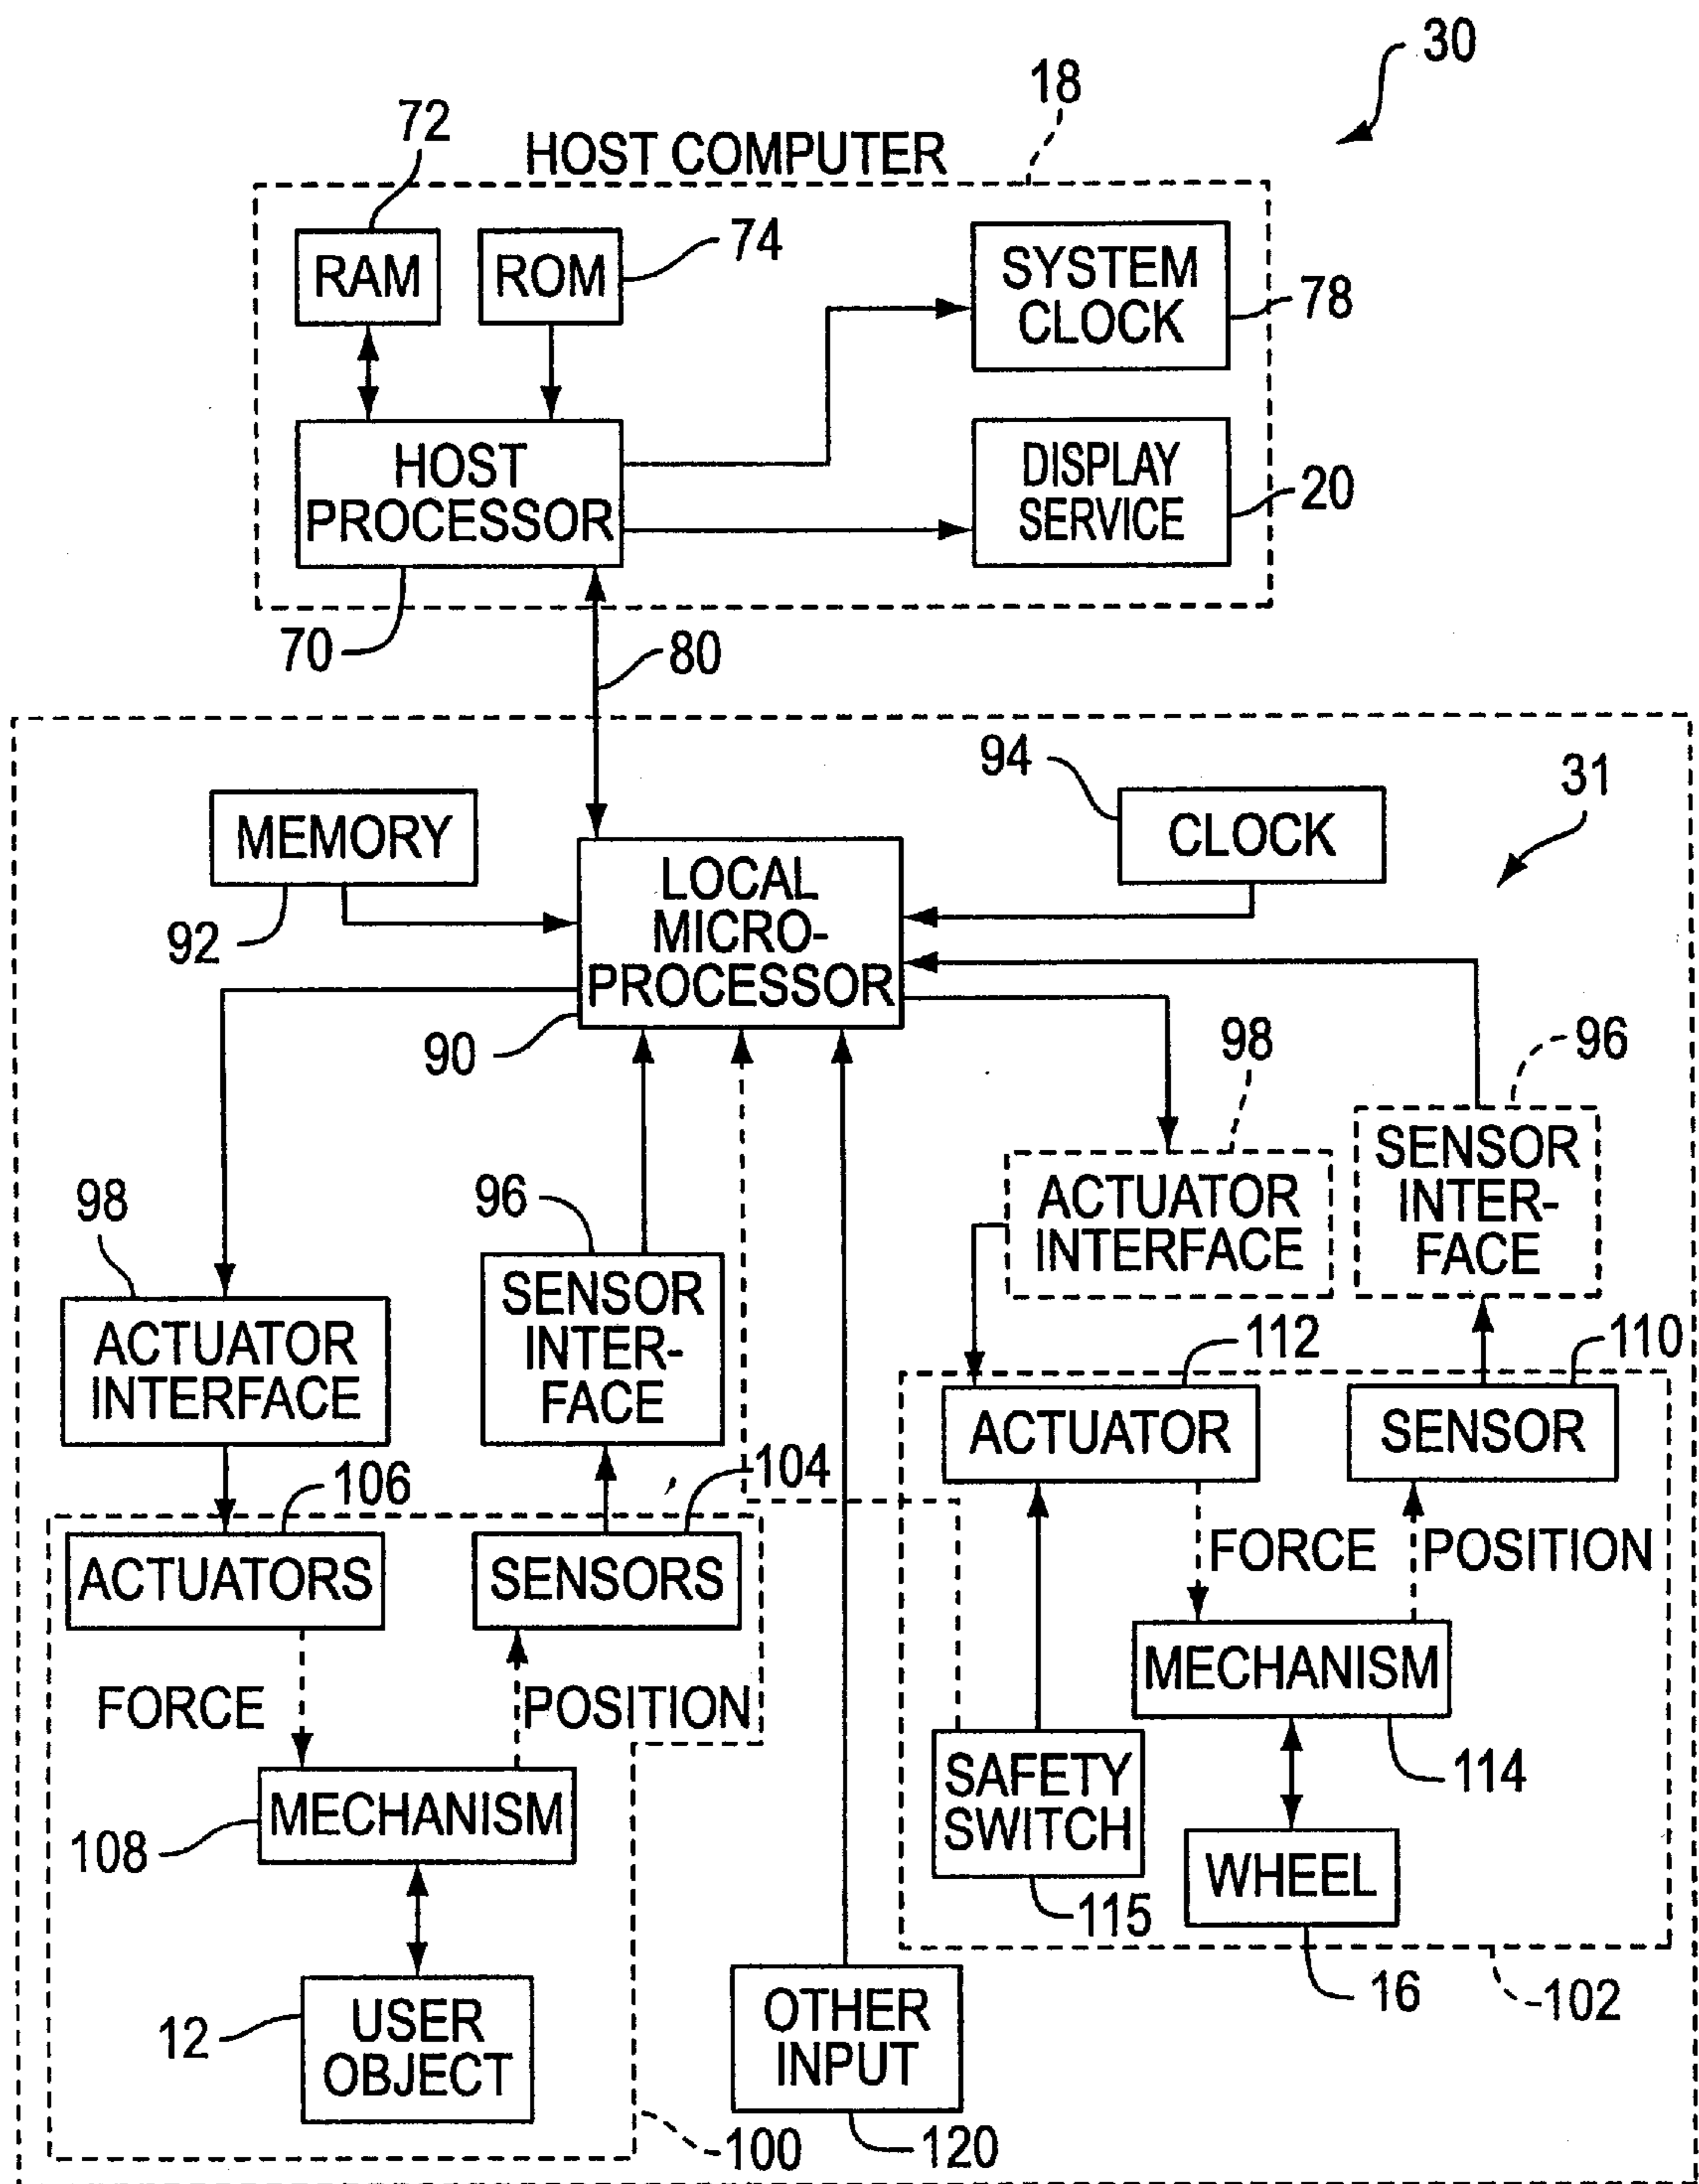 30
18
72
HOST COMPUTER
RAM
ROM
74
SYSTEM
CLOCK
78
HOST
PROCESSOR
DISPLAY
SERVICE
20
70
80
94
31
MEMORY
CLOCK
92
LOCAL
MICRO-
PROCESSOR
90
98
96
98
96
ACTUATOR
INTERFACE
SENSOR
INTER-
FACE
ACTUATOR
INTERFACE
SENSOR
INTER-
FACE
112
110
106
104
ACTUATOR
SENSOR
ACTUATORS
SENSORS
FORCE
POSITION
FORCE
POSITION
MECHANISM
114
MECHANISM
108
SAFETY
SWITCH
115
WHEEL
16
102
12
USER
OBJECT
OTHER
INPUT
100
120